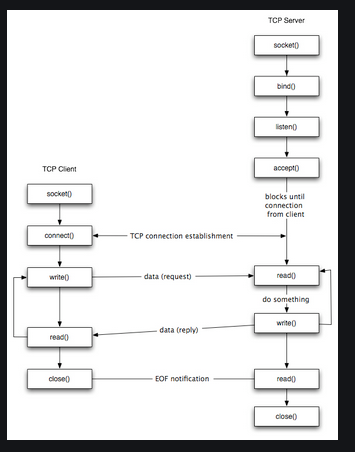 TCP Server
socket()
bind()
listen()
accept()
blocks until
connection
from client
TCP Client
socket()
connect()
TCP connection establishment
write()
data (request)
read()
do something
write()
data (reply)
read()
close()
EOF notification
read()
close()